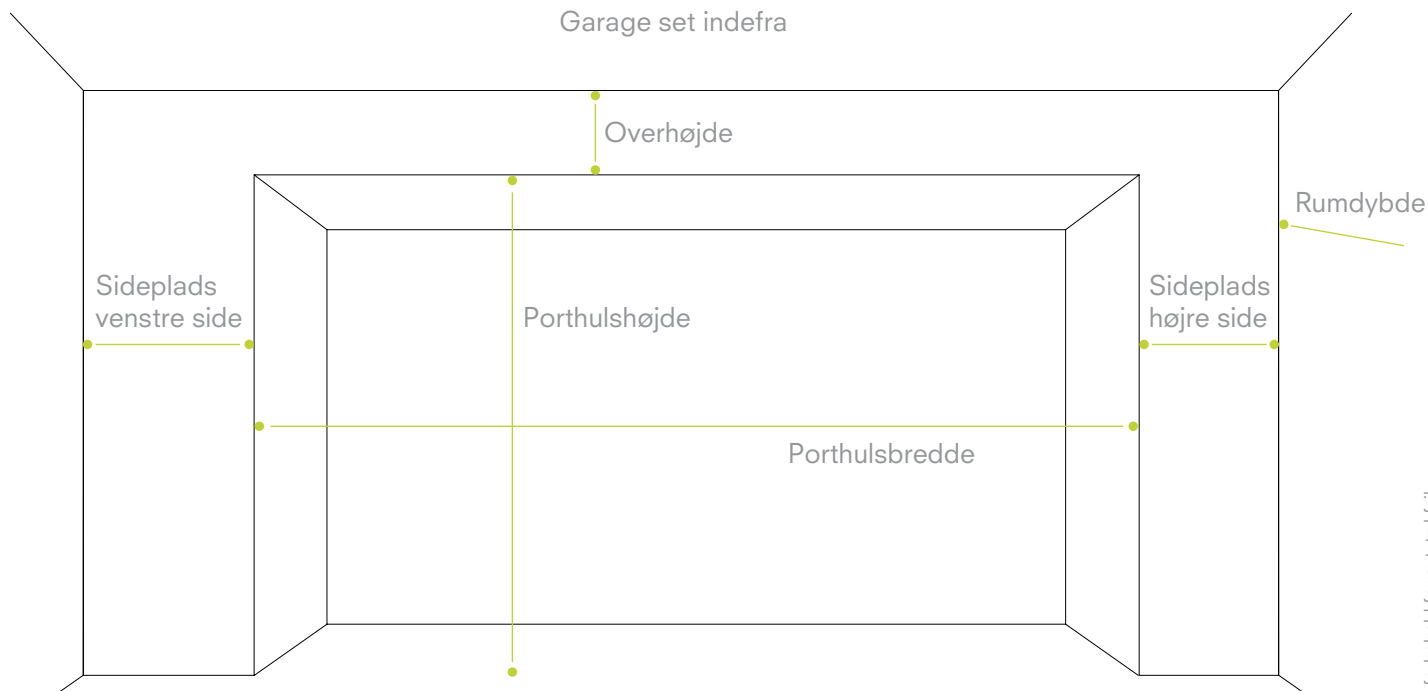 Garage set indefra
Overhøjde
Rumdybde
Sideplads
venstre side
Porthulshøjde
Sideplads
højre side
Porthulsbredde